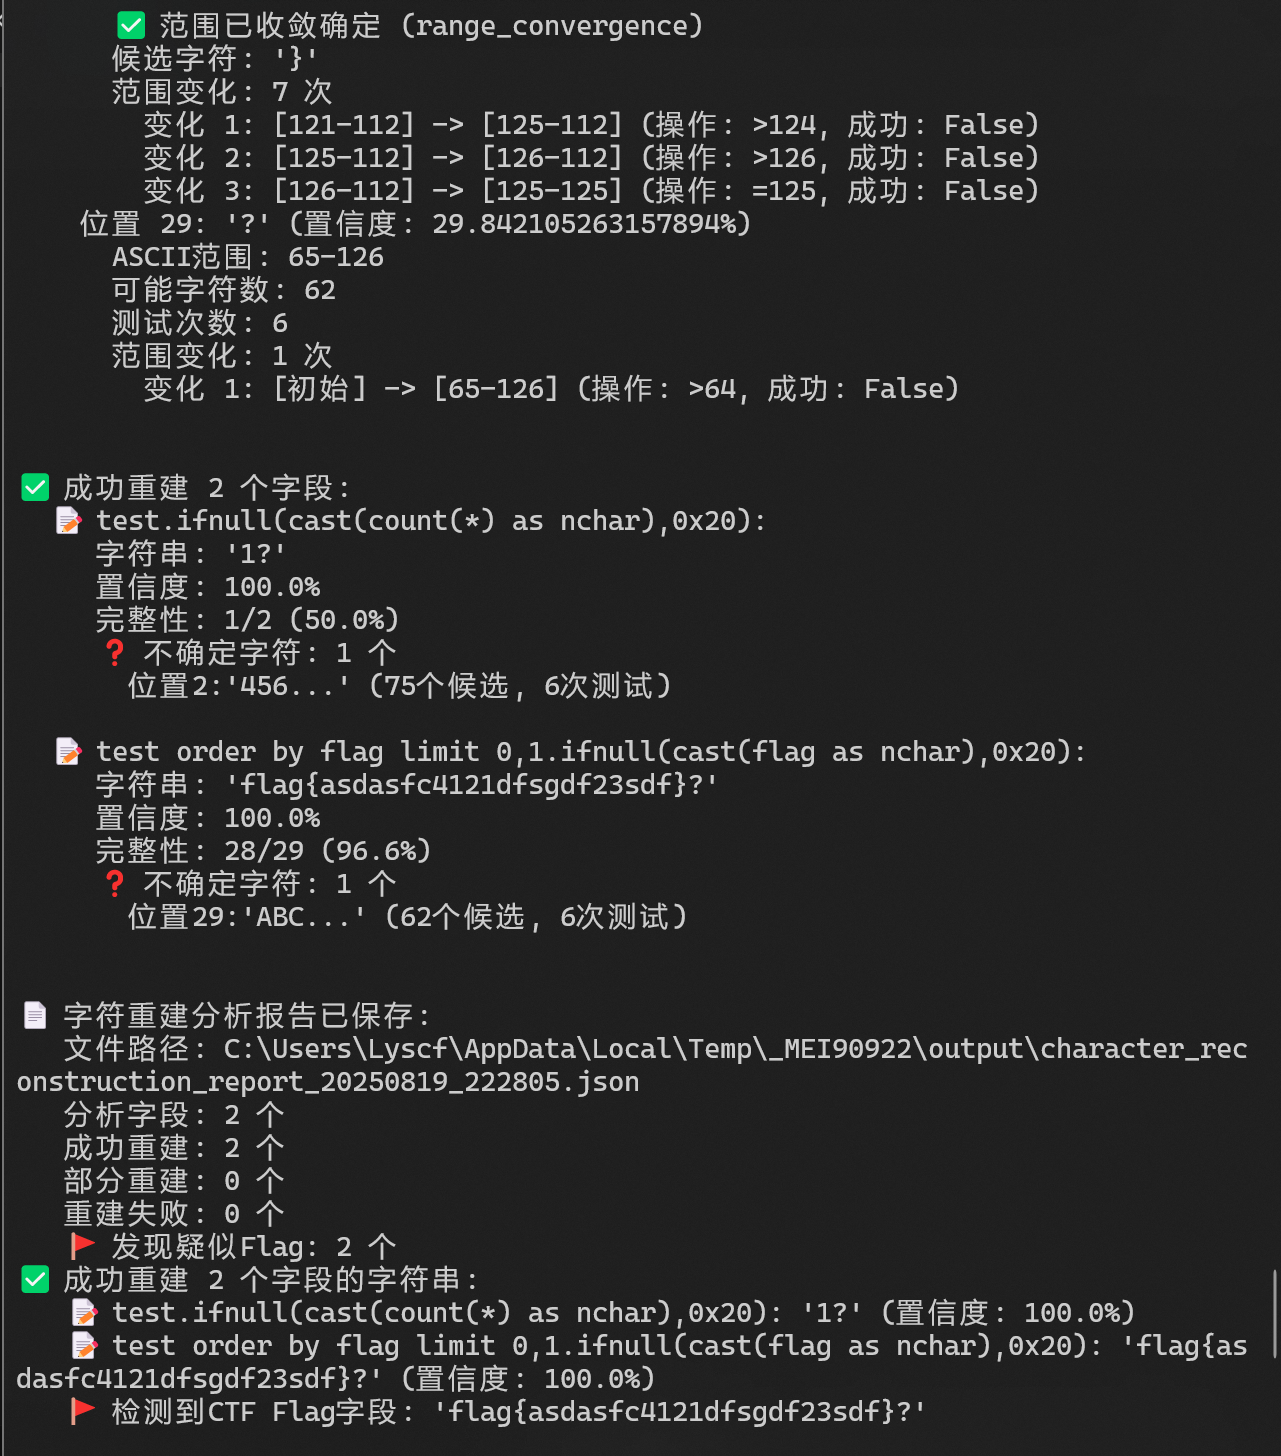 ✅ 范围已收敛确定 (range_convergence)
候选字符: '}'
范围变化: 7 次
变化 1: [121-112] -> [125-112] (操作: >124, 成功: False)
变化 2: [125-112] -> [126-112] (操作: >126, 成功: False)
变化 3: [126-112] -> [125-125] (操作: =125, 成功: False)
位置 29: '?' (置信度: 29.842105263157894%)
ASCII范围: 65-126
可能字符数: 62
测试次数: 6
范围变化: 1 次
变化 1: [初始] -> [65-126] (操作: >64, 成功: False)
✅ 成功重建 2 个字段:
📝 test.ifnull(cast(count(*) as nchar),0x20):
字符串: '1?'
置信度: 100.0%
完整性: 1/2 (50.0%)
❓ 不确定字符: 1 个
位置2:'456...' (75个候选, 6次测试)
📝 test order by flag limit 0,1.ifnull(cast(flag as nchar),0x20):
字符串: 'flag{asdasfc4121dfsgdf23sdf}?'
置信度: 100.0%
完整性: 28/29 (96.6%)
❓ 不确定字符: 1 个
位置29:'ABC...' (62个候选, 6次测试)
📄 字符重建分析报告已保存:
文件路径: C:\Users\Lyscf\AppData\Local\Temp\_MEI90922\output\character_rec
onstruction_report_20250819_222805.json
分析字段: 2 个
成功重建: 2 个
部分重建: 0 个
重建失败: 0 个
🚩 发现疑似Flag: 2 个
✅ 成功重建 2 个字段的字符串:
📝 test.ifnull(cast(count(*) as nchar),0x20): '1?' (置信度: 100.0%)
📝 test order by flag limit 0,1.ifnull(cast(flag as nchar),0x20): 'flag{as
dasfc4121dfsgdf23sdf}?' (置信度: 100.0%)
🚩 检测到CTF Flag字段: 'flag{asdasfc4121dfsgdf23sdf}?'